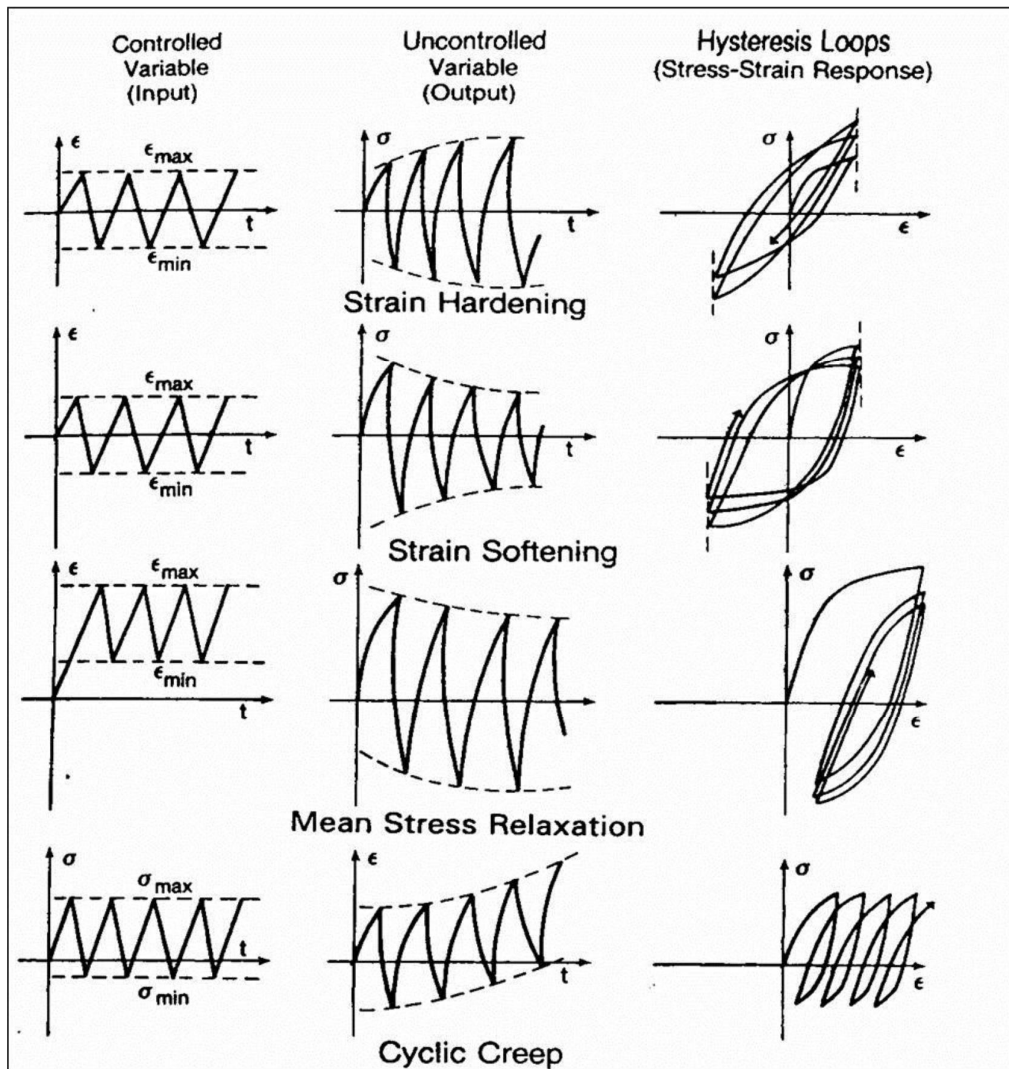 Controlled
Variable
(Input)
Uncontrolled
Variable
(Output)
Hysteresis Loops
(Stress-Strain Response)
ϵ
ϵmax
t
ϵmin
σ
t
σ
ϵ
Strain Hardening
ϵ
ϵmax
t
ϵmin
σ
t
σ
ϵ
Strain Softening
ϵ
ϵmax
ϵmin
t
σ
t
σ
ϵ
Mean Stress Relaxation
σ
σmax
t
σmin
ϵ
t
σ
ϵ
Cyclic Creep